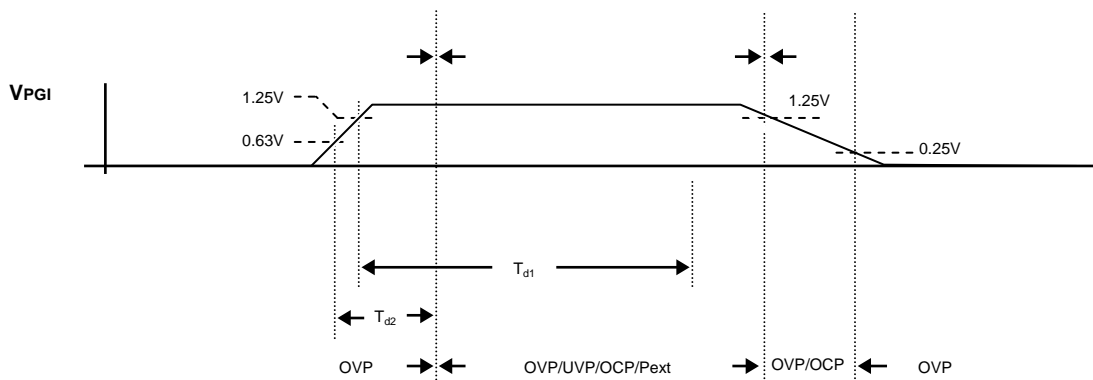 VPGI
1.25V
1.25V
0.63V
0.25V
Td1
Td2
OVP
OVP/UVP/OCP/Pext
OVP/OCP
OVP